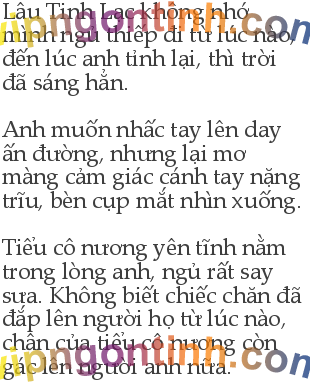 Lâu Tinh Lạc không nhớ
mình ngủ thiếp đi từ lúc nào,
đến lúc anh tỉnh lại, thì trời
đã sáng hẳn.
Anh muốn nhấc tay lên day
ấn đường, nhưng lại mơ
màng cảm giác cánh tay nặng
trĩu, bèn cụp mắt nhìn xuống.
Tiểu cô nương yên tĩnh nằm
trong lòng anh, ngủ rất say
sưa. Không biết chiếc chăn đã
đắp lên người họ từ lúc nào,
chân của tiểu cô nương còn
gác lên người anh nữa.